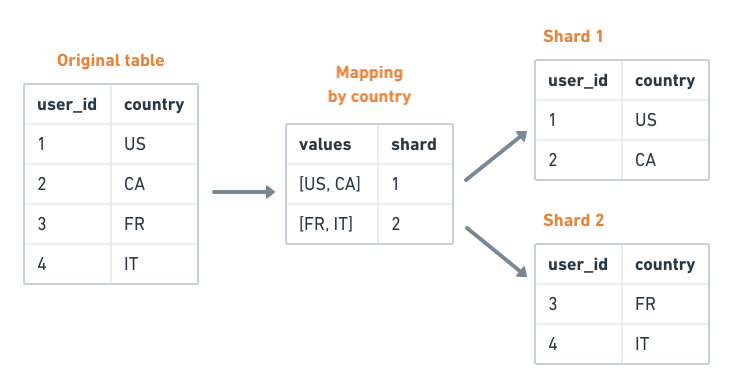 Original table
user_id country
1 US
2 CA
3 FR
4 IT
Mapping
by country
values shard
[US, CA] 1
[FR, IT] 2
Shard 1
user_id country
1 US
2 CA
Shard 2
user_id country
3 FR
4 IT